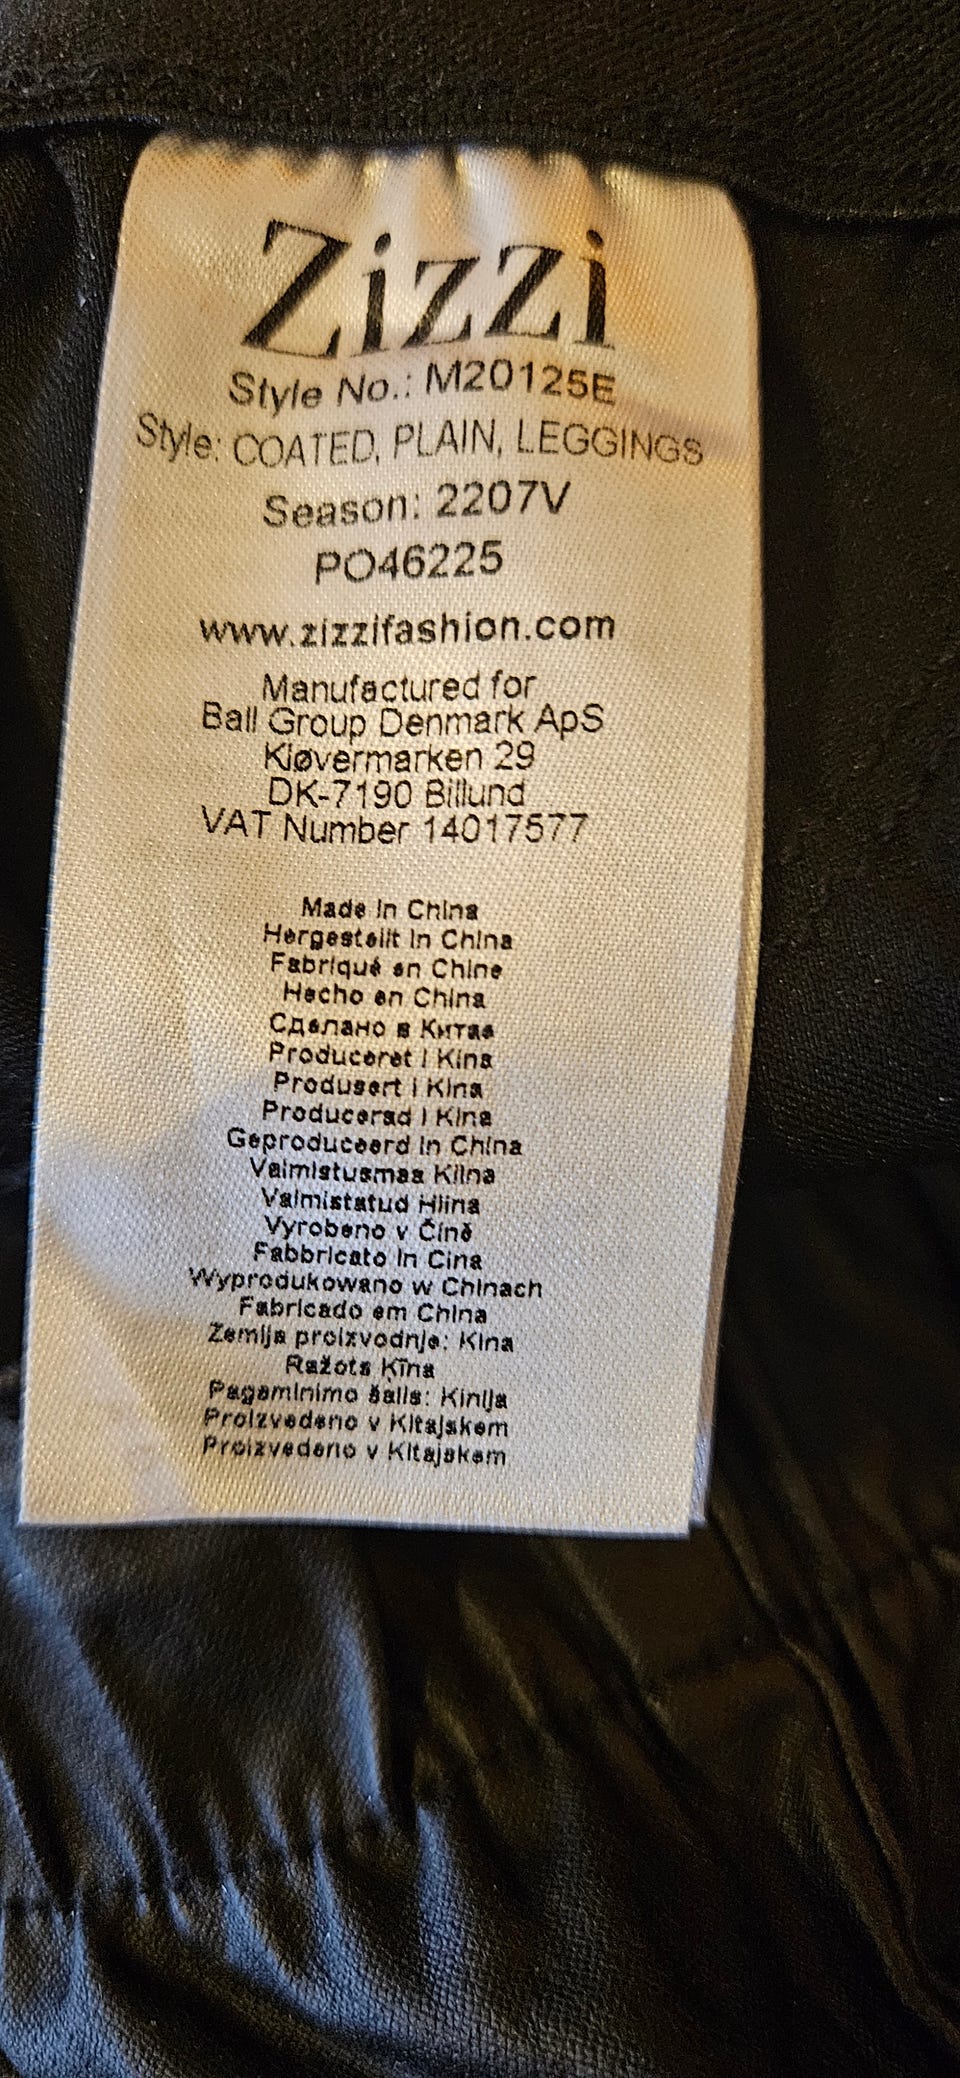 Zizzi
Style No.: M20125E
Style: COATED, PLAIN, LEGGINGS
Season: 2207V
PO46225
www.zizzifashion.com
Manufactured for
Ball Group Denmark ApS
Kløvermarken 29
DK-7190 Billund
VAT Number 14017577
Made in China
Hergestellt in China
Fabriqué en Chine
Hecho en China
Сделано в Китае
Produceret i Kina
Produsert i Kina
Producerad i Kina
Geproduceerd in China
Valmistusmaa Kiina
Valmistatud Hiina
Vyrobeno v Číně
Fabbricato in Cina
Wyprodukowano w Chinach
Fabricado em China
Zemlja proizvodnje: Kina
Ražots Ķīna
Pagaminimo šalis: Kinija
Proizvedeno v Kitajskem
Proizvedeno v Kitajskem